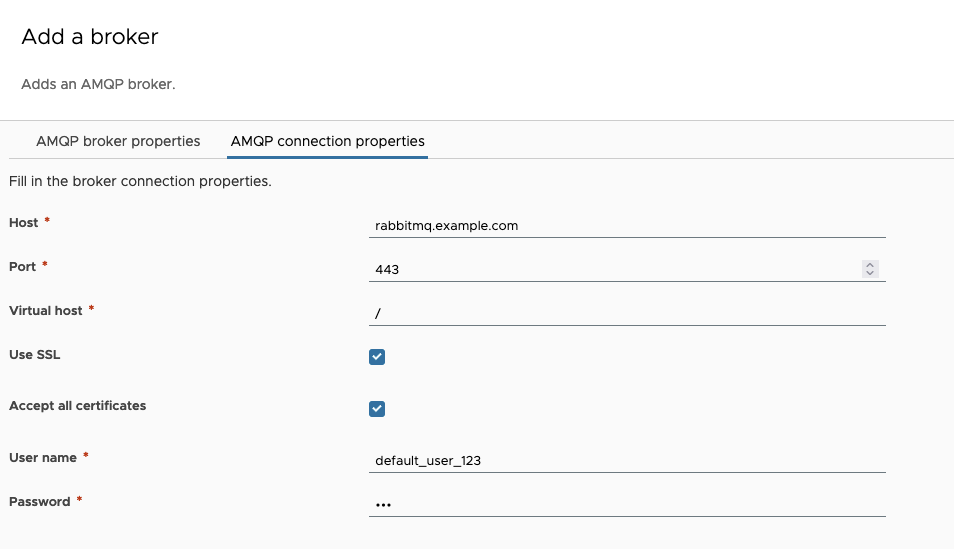 Add a broker
Adds an AMQP broker.
AMQP broker properties AMQP connection properties
Fill in the broker connection properties.
Host * rabbitmq.example.com
Port * 443
Virtual host * /
Use SSL
Accept all certificates
User name * default_user_123
Password * •••